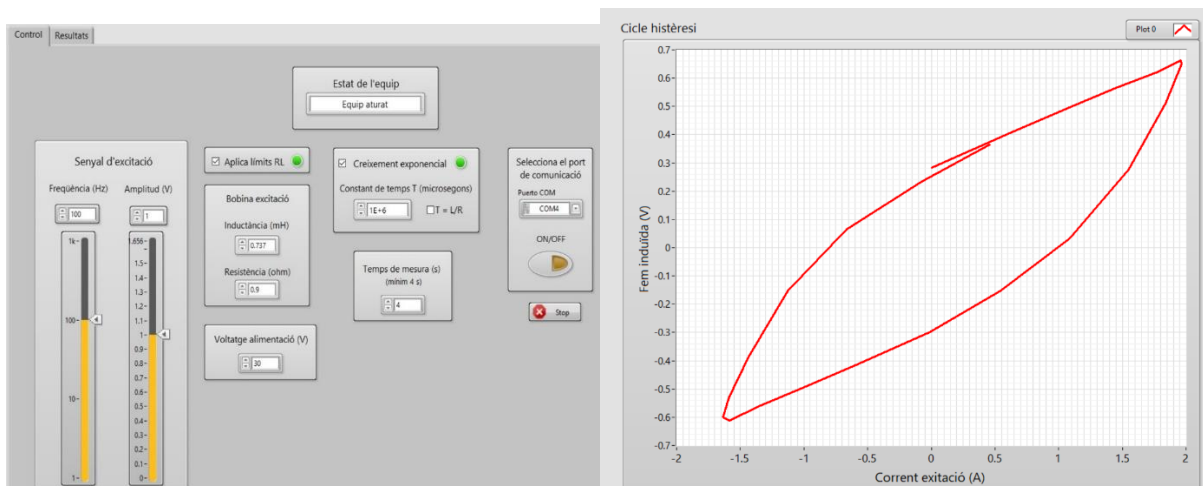 Control
Resultats
Estat de l'equip
Equip aturat
Senyal d'excitació
Freqüència (Hz)
Amplitud (V)
100
1
1k-
100-
10-
1-
1.656-
1.5-
1.4-
1.3-
1.2-
1.1-
1-
0.9-
0.8-
0.7-
0.6-
0.5-
0.4-
0.3-
0.2-
0.1-
0-
Aplica límits RL
Bobina excitació
Inductància (mH)
0.737
Resistència (ohm)
0.9
Voltatge alimentació (V)
30
Creixement exponencial
Constant de temps T (microsegons)
1E+6
T = L/R
Temps de mesura (s)
(mínim 4 s)
4
Selecciona el port
de comunicació
Puerto COM
COM4
ON/OFF
Stop
Cicle histèresi
Plot 0
Fem induïda (V)
0.7-
0.6-
0.5-
0.4-
0.3-
0.2-
0.1-
0-
-0.1-
-0.2-
-0.3-
-0.4-
-0.5-
-0.6-
-0.7-
-2
-1.5
-1
-0.5
0
0.5
1
1.5
2
Corrent exitació (A)